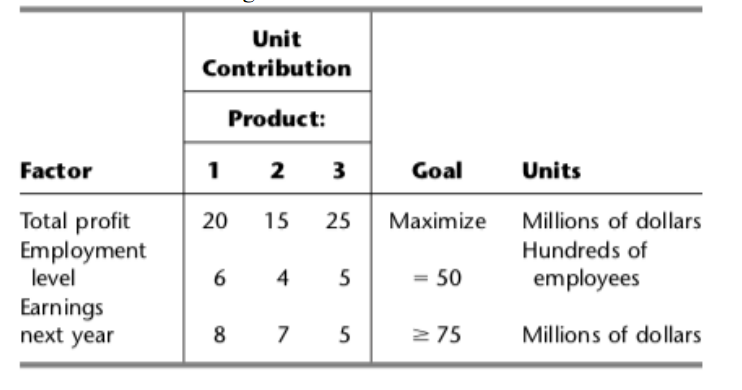 Unit
Contribution
Product:
Factor 1 2 3 Goal Units
Total profit 20 15 25 Maximize Millions of dollars
Employment Hundreds of
level 6 4 5 = 50 employees
Earnings
next year 8 7 5 ≥ 75 Millions of dollars